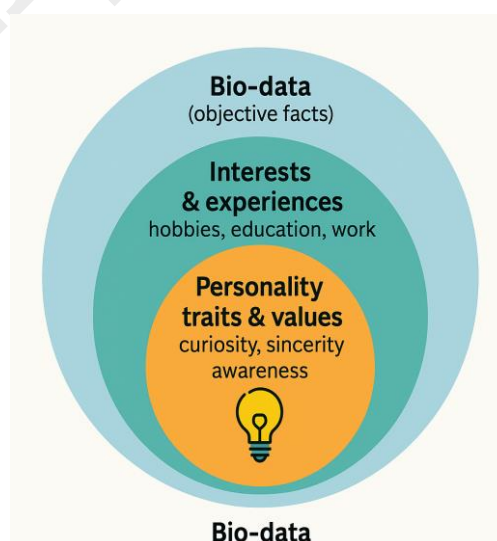 Bio-data
(objective facts)
Interests
& experiences
hobbies, education, work
Personality
traits & values
curiosity, sincerity
awareness
Bio-data